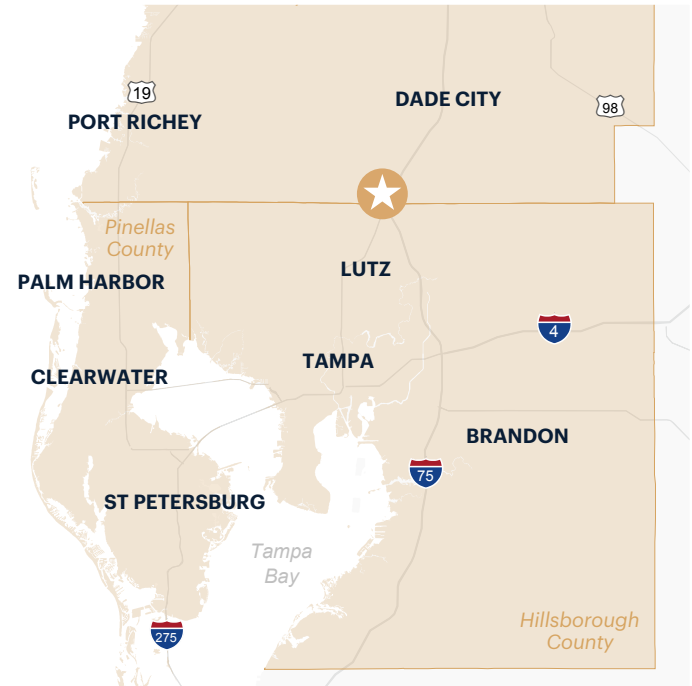 19
DADE CITY
98
PORT RICHEY
Pinellas
County
LUTZ
PALM HARBOR
4
TAMPA
CLEARWATER
BRANDON
75
ST PETERSBURG
Tampa
Bay
Hillsborough
County
275